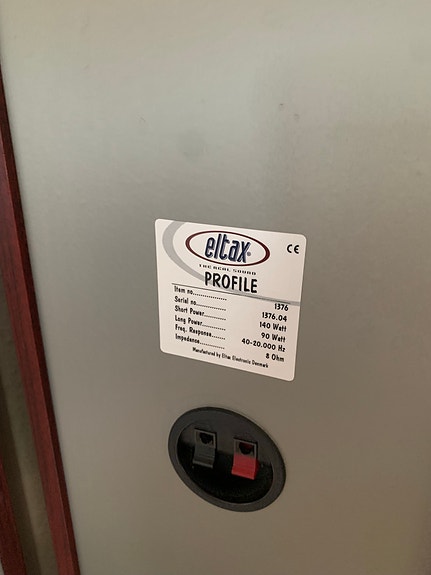 eltax®
THE REAL SOUND
PROFILE
CE
Item no................. 1376
Serial no............... 1376.04
Short Power........... 140 Watt
Long Power............ 90 Watt
Freq. Response....... 40-20.000 Hz
Impedance............. 8 Ohm
Manufactured by Eltax Electronic Denmark